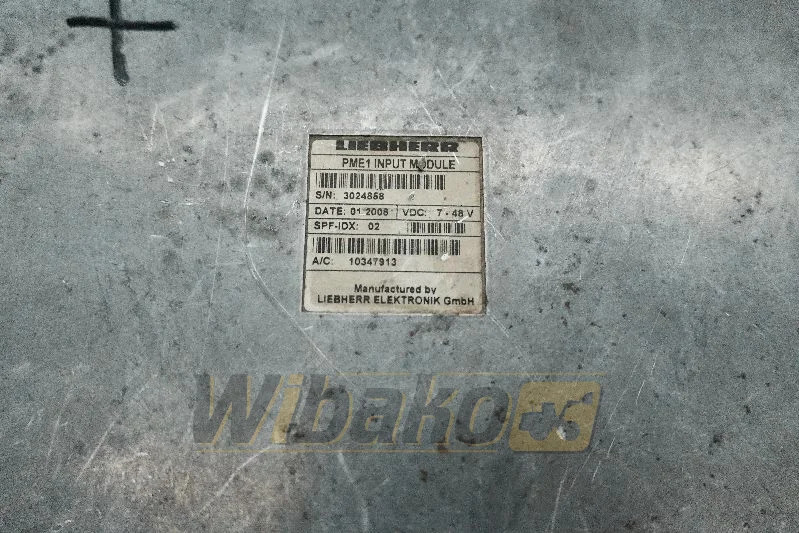 LIEBHERR
PME1 INPUT MODULE
S/N: 3024858
DATE: 01 2008 VDC: 7 - 48 V
SPF-IDX: 02
A/C: 10347913
Manufactured by
LIEBHERR ELEKTRONIK GmbH
Wibako